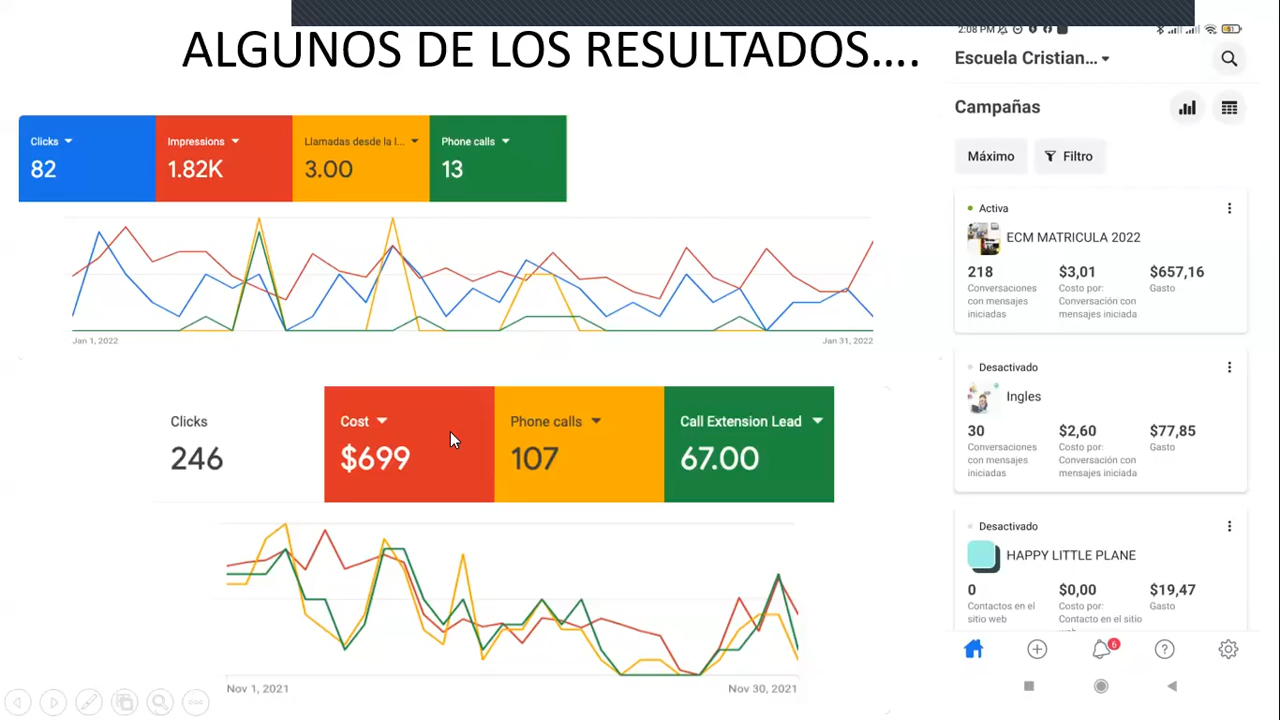 ALGUNOS DE LOS RESULTADOS....
Clicks
82
Impressions
1.82K
Llamadas desde la l...
3.00
Phone calls
13
Jan 1, 2022
Jan 31, 2022
Clicks
246
Cost
$699
Phone calls
107
Call Extension Lead
67.00
Nov 1, 2021
Nov 30, 2021
2:08 PM
Escuela Cristian...
Campañas
Máximo
Filtro
Activa
ECM MATRICULA 2022
218
$3,01
$657,16
Conversaciones
con mensajes
iniciadas
Costo por:
Conversación con
mensajes iniciada
Gasto
Desactivado
Ingles
30
$2,60
$77,85
Conversaciones
con mensajes
iniciadas
Costo por:
Conversación con
mensajes iniciada
Gasto
Desactivado
HAPPY LITTLE PLANE
0
$0,00
$19,47
Contactos en el
sitio web
Costo por:
Contacto en el sitio
Gasto
6